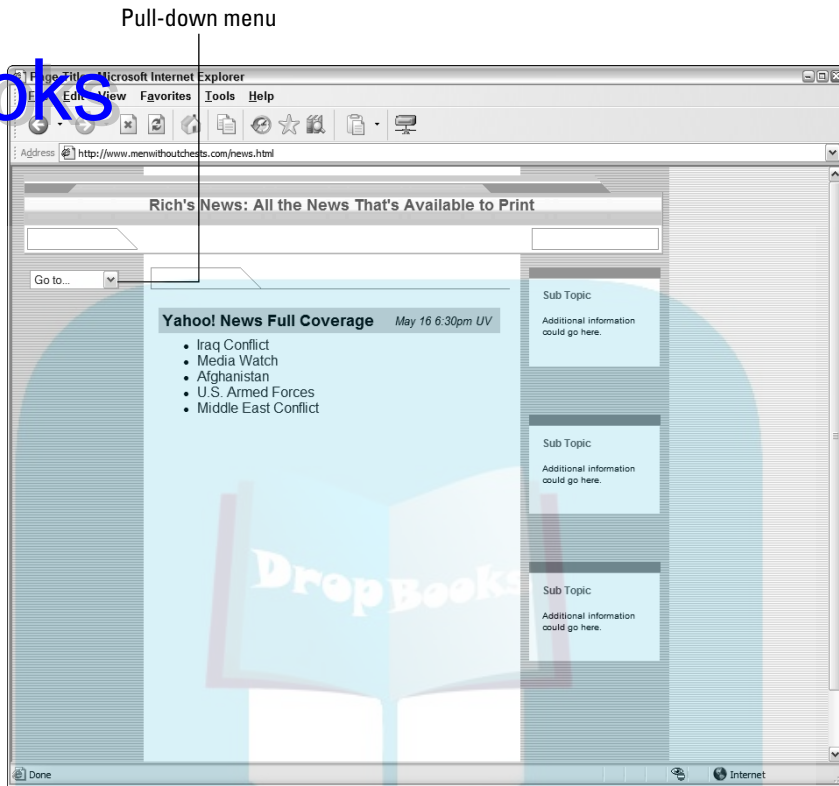 Pull-down menu
oks
Page Title - Microsoft Internet Explorer
Edit View Favorites Tools Help
Address http://www.menwithoutchests.com/news.html
Rich's News: All the News That's Available to Print
Go to...
Yahoo! News Full Coverage May 16 6:30pm UV
• Iraq Conflict
• Media Watch
• Afghanistan
• U.S. Armed Forces
• Middle East Conflict
Sub Topic
Additional information
could go here.
Sub Topic
Additional information
could go here.
Sub Topic
Additional information
could go here.
DropBooks
Done
Internet